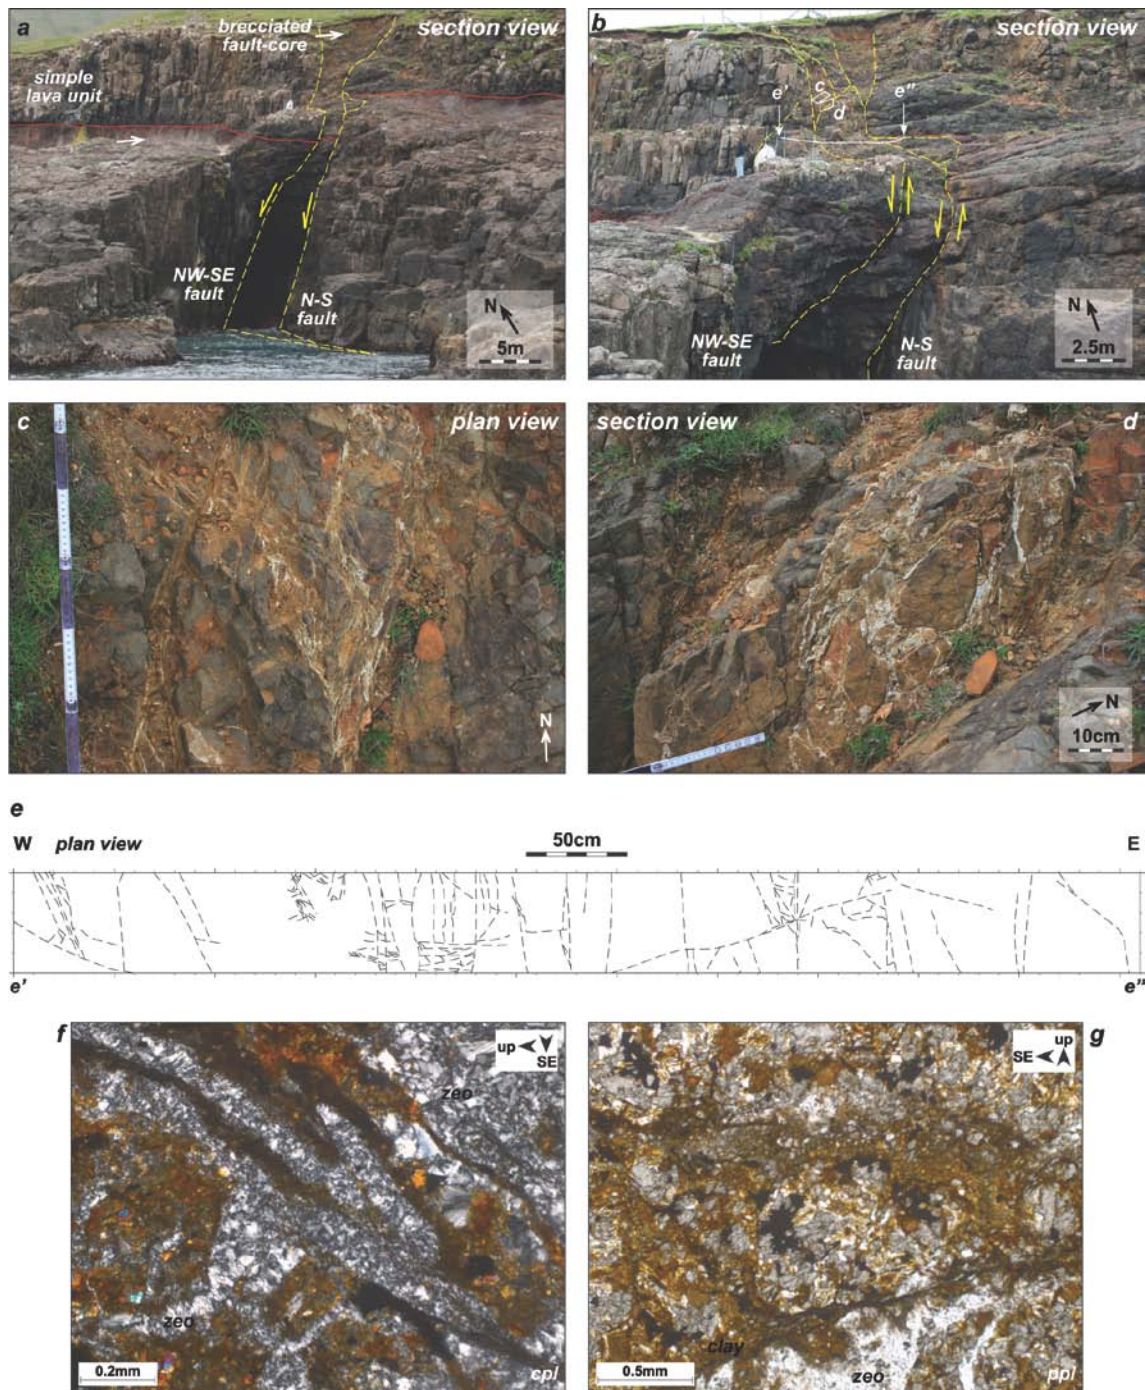 a
brecciated
fault-core
section view
simple
lava unit
NW-SE
fault
N-S
fault
N
5m
b
section view
e'
c
d
e''
NW-SE
fault
N-S
fault
N
2.5m
c
plan view
N
section view
d
N
10cm
e
W
plan view
50cm
E
e'
e''
f
up
SE
zeo
zeo
0.2mm
cpl
g
up
SE
clay
zeo
0.5mm
ppl